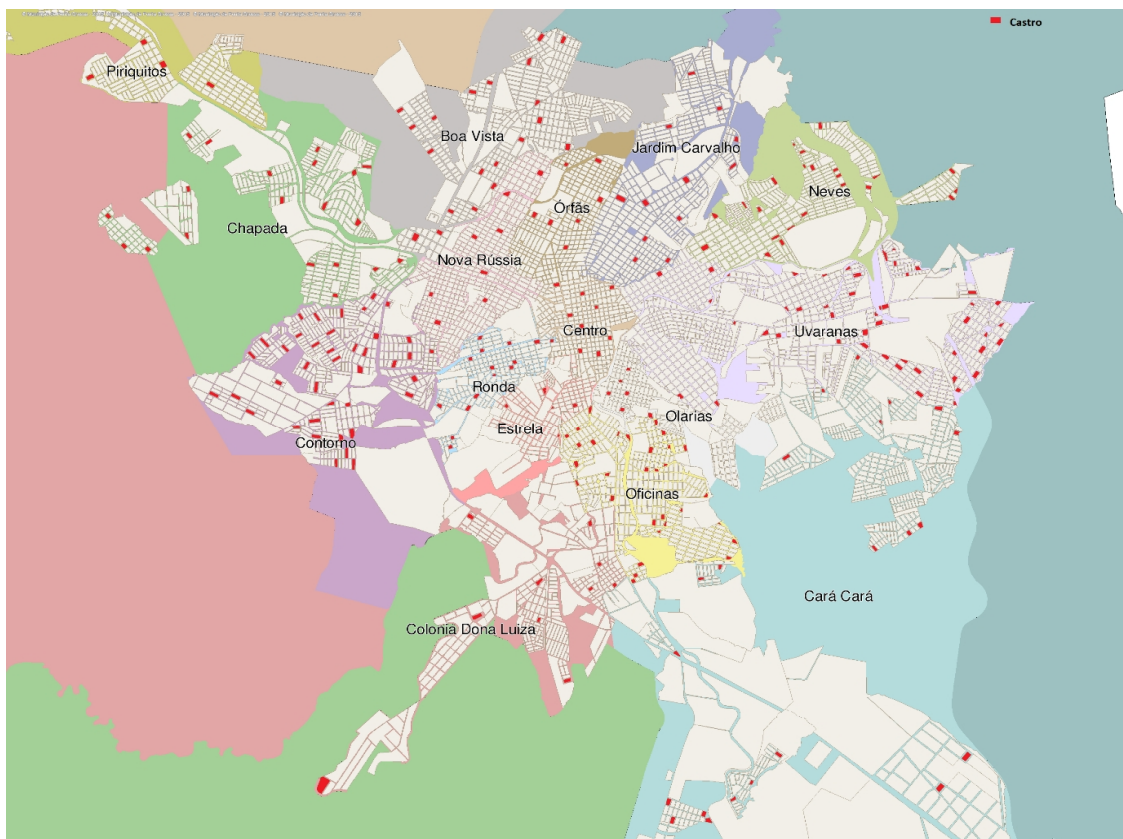 Castro
Piriquitos
Boa Vista
Jardim Carvalho
Neves
Órfãs
Chapada
Nova Rússia
Centro
Uvaranas
Ronda
Olarias
Estrela
Contorno
Oficinas
Cará Cará
Colonia Dona Luiza